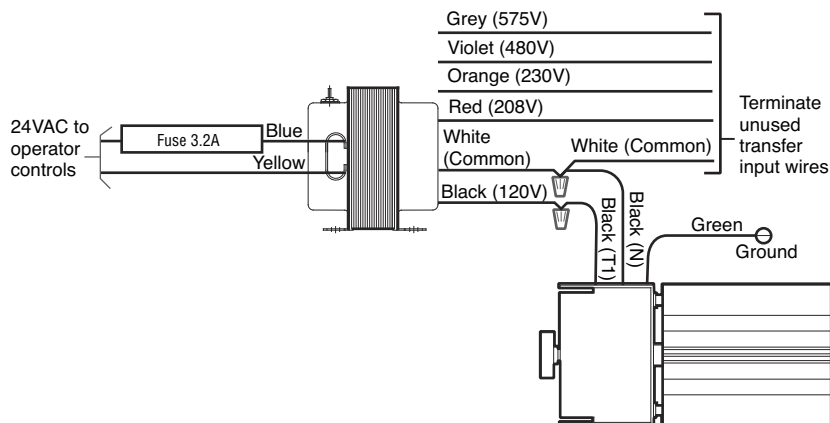 Grey (575V)
Violet (480V)
Orange (230V)
Red (208V)
White
(Common)
White (Common)
Black (120V)
24VAC to
operator
controls
Fuse 3.2A
Blue
Yellow
Terminate
unused
transfer
input wires
Black (T1)
Black (N)
Green
Ground